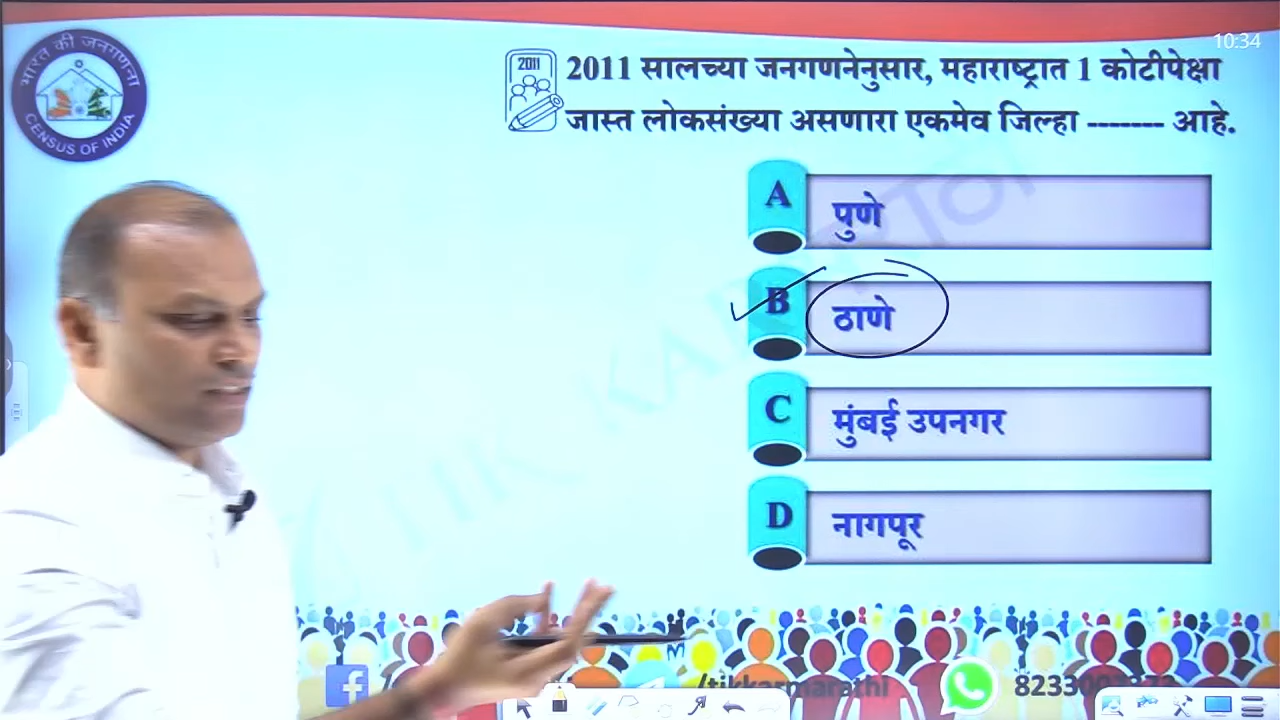 10:34
भारत की जनगणना
CENSUS OF INDIA
2011
2011 सालच्या जनगणनेनुसार, महाराष्ट्रात 1 कोटीपेक्षा
जास्त लोकसंख्या असणारा एकमेव जिल्हा ------- आहे.
A
पुणे
B
ठाणे
C
मुंबई उपनगर
D
नागपूर
/tikkarmarathi